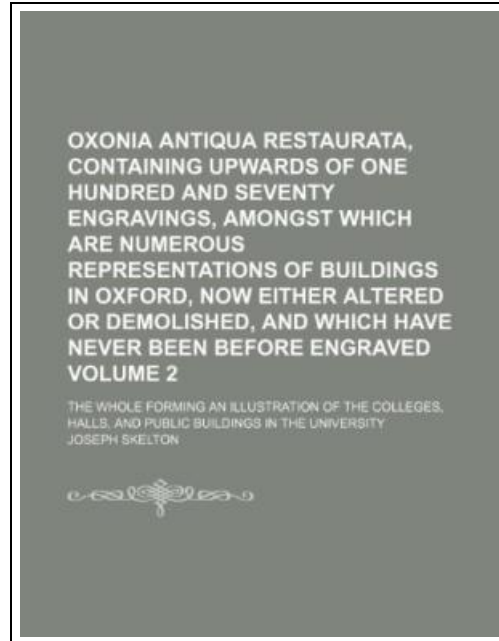 OXONIA ANTIQUA RESTAURATA,
CONTAINING UPWARDS OF ONE
HUNDRED AND SEVENTY
ENGRAVINGS, AMONGST WHICH
ARE NUMEROUS
REPRESENTATIONS OF BUILDINGS
IN OXFORD, NOW EITHER ALTERED
OR DEMOLISHED, AND WHICH HAVE
NEVER BEEN BEFORE ENGRAVED
VOLUME 2
THE WHOLE FORMING AN ILLUSTRATION OF THE COLLEGES,
HALLS, AND PUBLIC BUILDINGS IN THE UNIVERSITY
JOSEPH SKELTON